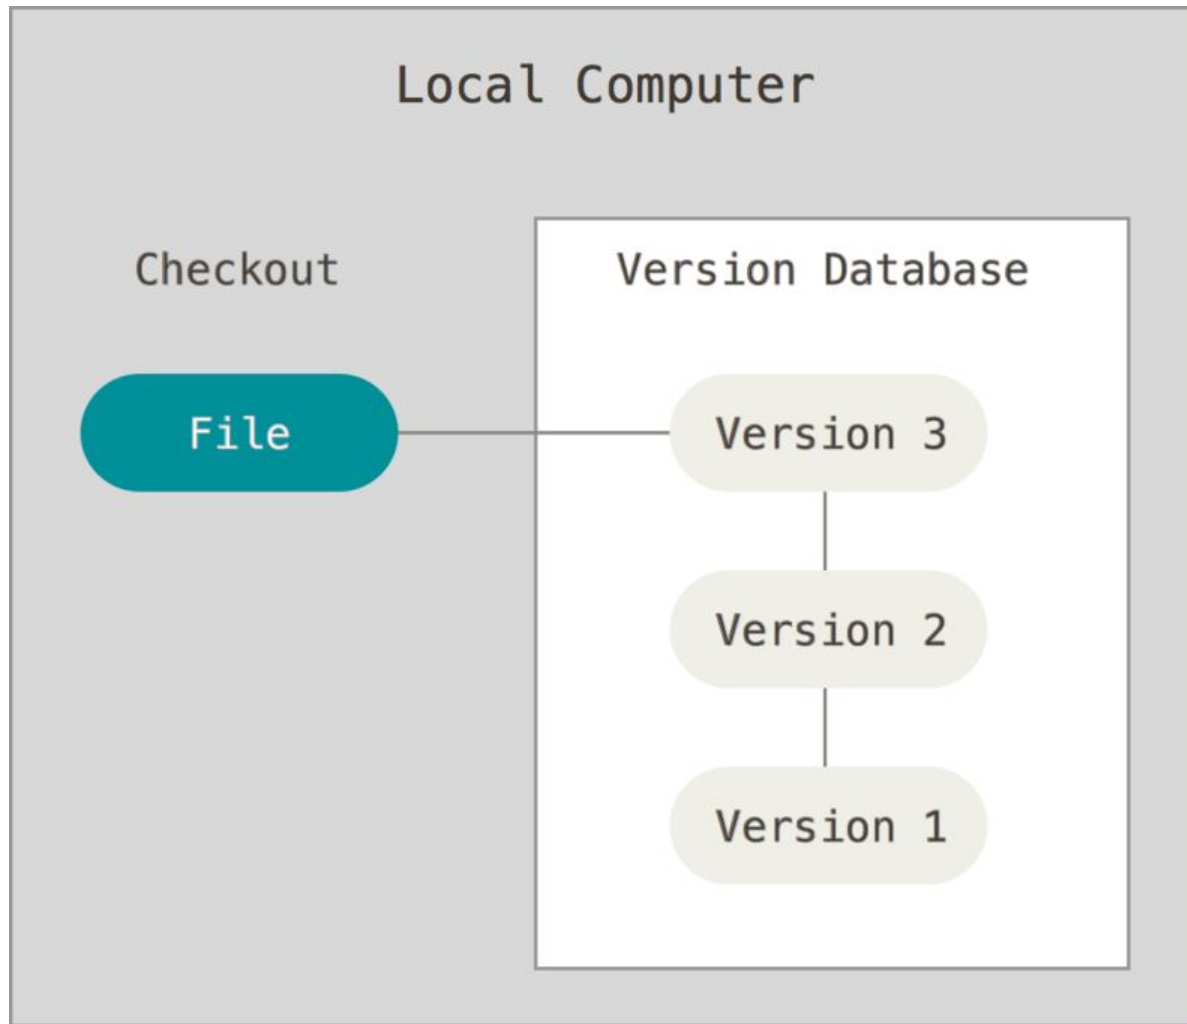 Local Computer
Checkout
Version Database
File
Version 3
Version 2
Version 1